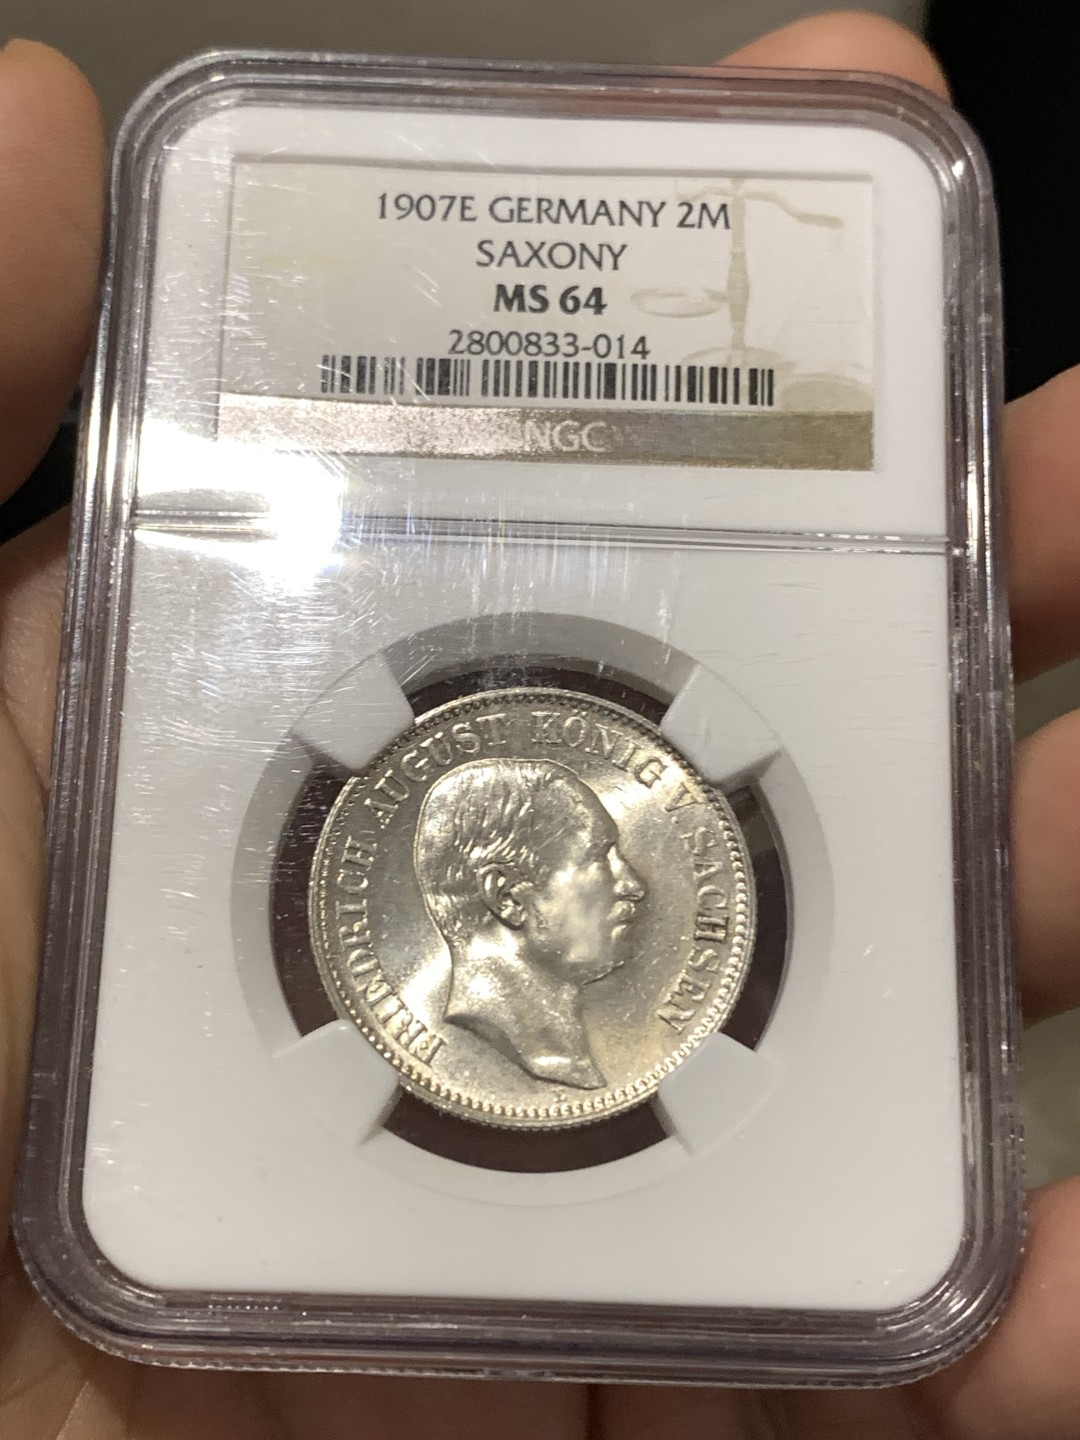 1907E GERMANY 2M
SAXONY
MS 64
2800833-014
NGC
FRIEDRICH AUGUST KÖNIG V. SACHSEN
E